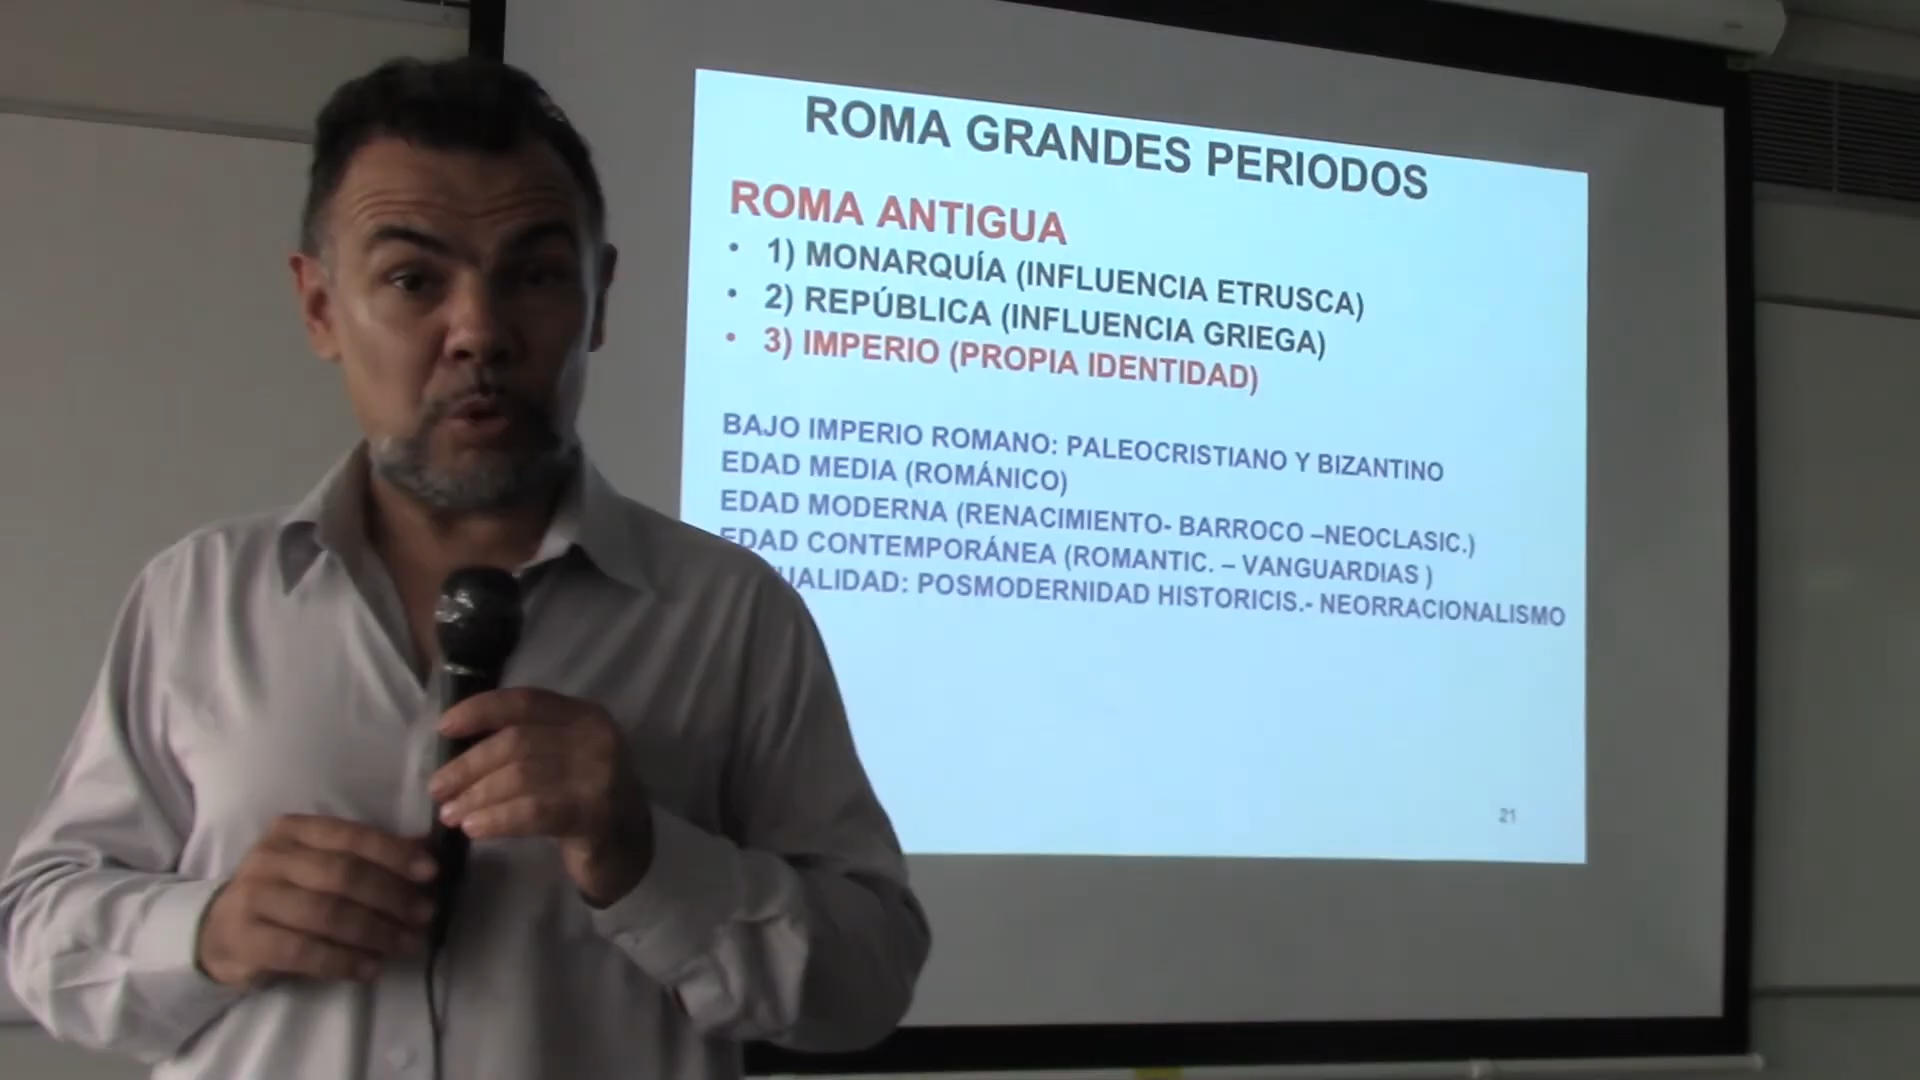 ROMA GRANDES PERIODOS
ROMA ANTIGUA
• 1) MONARQUÍA (INFLUENCIA ETRUSCA)
• 2) REPÚBLICA (INFLUENCIA GRIEGA)
• 3) IMPERIO (PROPIA IDENTIDAD)
BAJO IMPERIO ROMANO: PALEOCRISTIANO Y BIZANTINO
EDAD MEDIA (ROMÁNICO)
EDAD MODERNA (RENACIMIENTO- BARROCO –NEOCLASIC.)
EDAD CONTEMPORÁNEA (ROMANTIC. – VANGUARDIAS )
POSMODERNIDAD HISTORICIS.- NEORRACIONALISMO
21